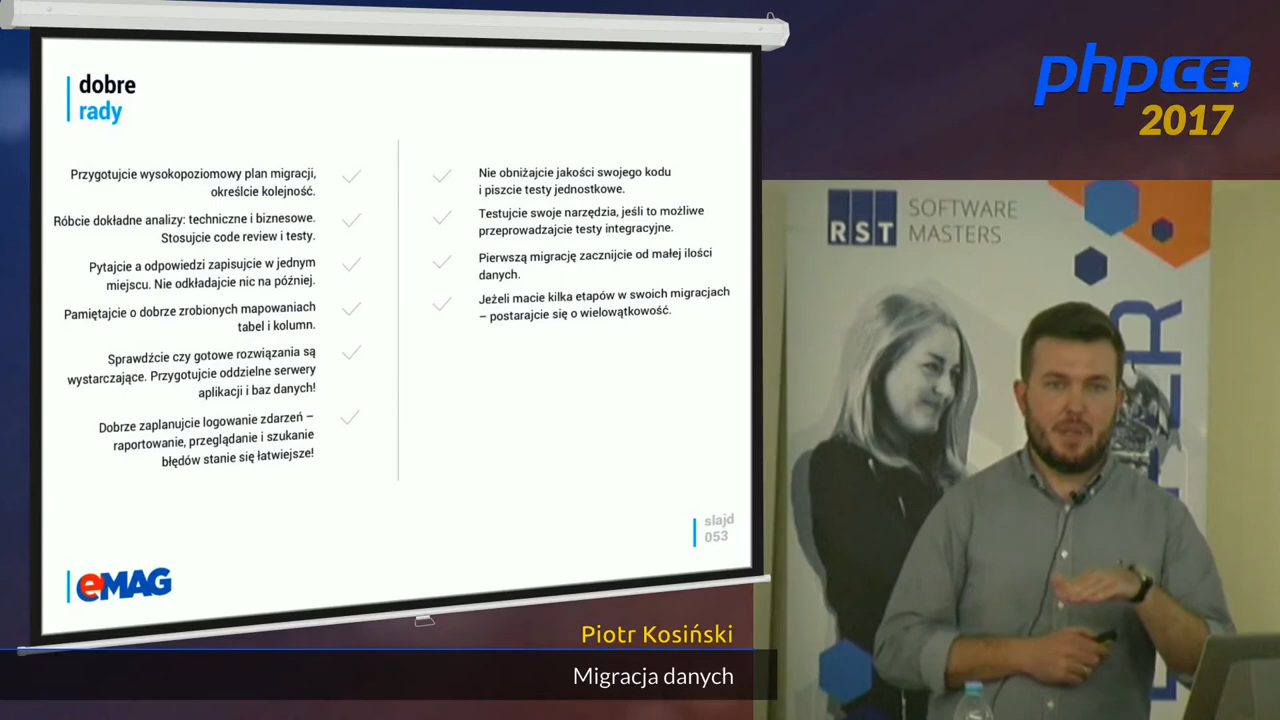 dobre
rady
Przygotujcie wysokopoziomowy plan migracji,
określcie kolejność.
Róbcie dokładne analizy: techniczne i biznesowe.
Stosujcie code review i testy.
Pytajcie a odpowiedzi zapisujcie w jednym
miejscu. Nie odkładajcie nic na później.
Pamiętajcie o dobrze zrobionych mapowaniach
tabel i kolumn.
Sprawdźcie czy gotowe rozwiązania są
wystarczające. Przygotujcie oddzielne serwery
aplikacji i baz danych!
Dobrze zaplanujcie logowanie zdarzeń –
raportowanie, przeglądanie i szukanie
błędów stanie się łatwiejsze!
Nie obniżajcie jakości swojego kodu
i piszcie testy jednostkowe.
Testujcie swoje narzędzia, jeśli to możliwe
przeprowadzajcie testy integracyjne.
Pierwszą migrację zacznijcie od małej ilości
danych.
Jeżeli macie kilka etapów w swoich migracjach
– postarajcie się o wielowątkowość.
slajd
053
eMAG
phpCE
2017
RST
SOFTWARE
MASTERS
Piotr Kosiński
Migracja danych